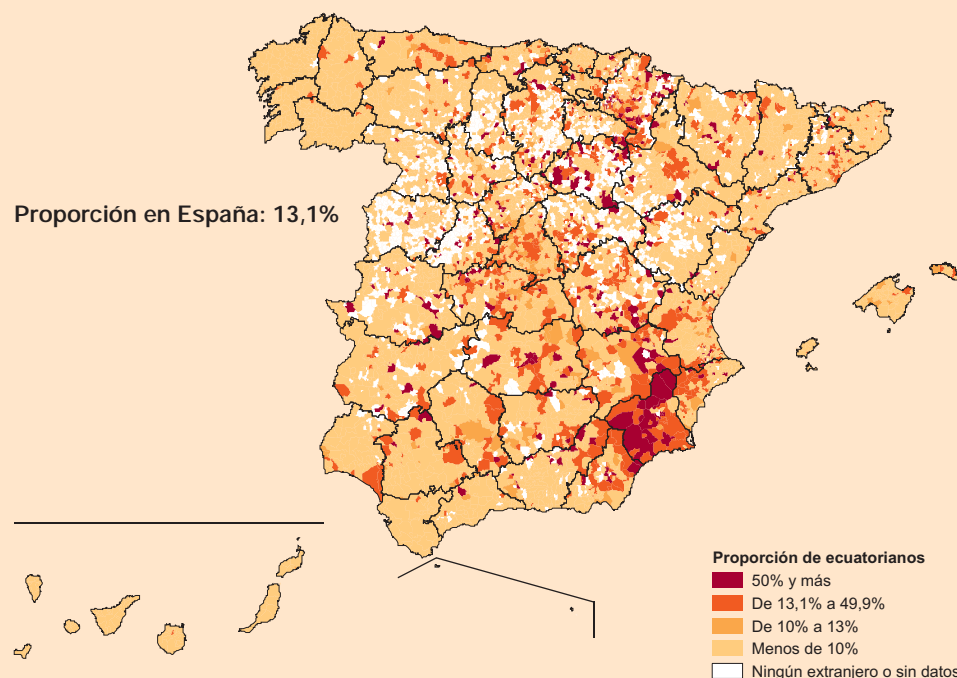 Proporción en España: 13,1%
Proporción de ecuatorianos
50% y más
De 13,1% a 49,9%
De 10% a 13%
Menos de 10%
Ningún extranjero o sin datos